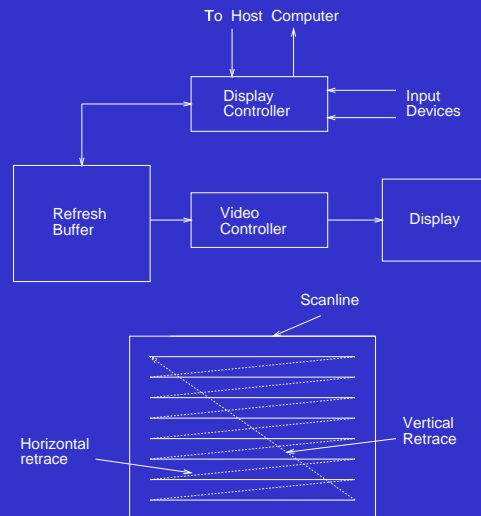 To Host Computer
Display
Controller
Input
Devices
Refresh
Buffer
Video
Controller
Display
Scanline
Horizontal
retrace
Vertical
Retrace